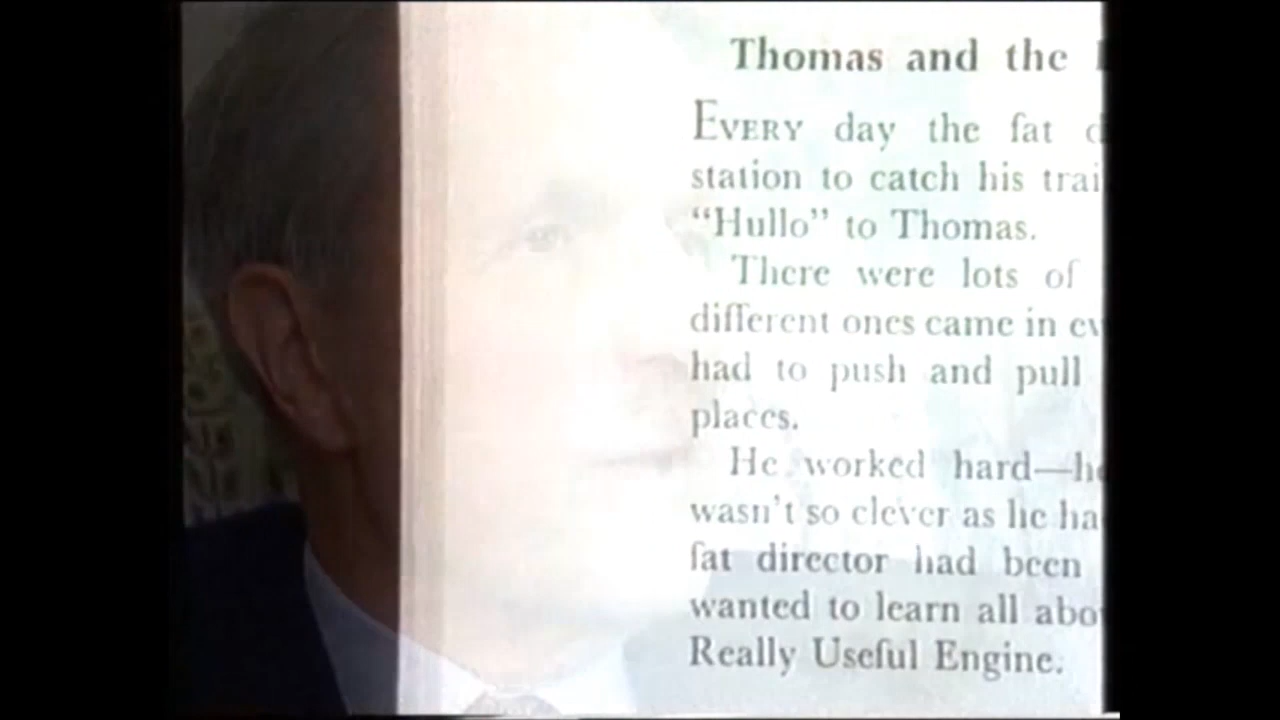 Thomas and the
EVERY day the fat
station to catch his trai
“Hullo” to Thomas.
There were lots of
different ones came in ev
had to push and pull
places.
He worked hard—he
wasn’t so clever as he ha
fat director had been
wanted to learn all abo
Really Useful Engine.